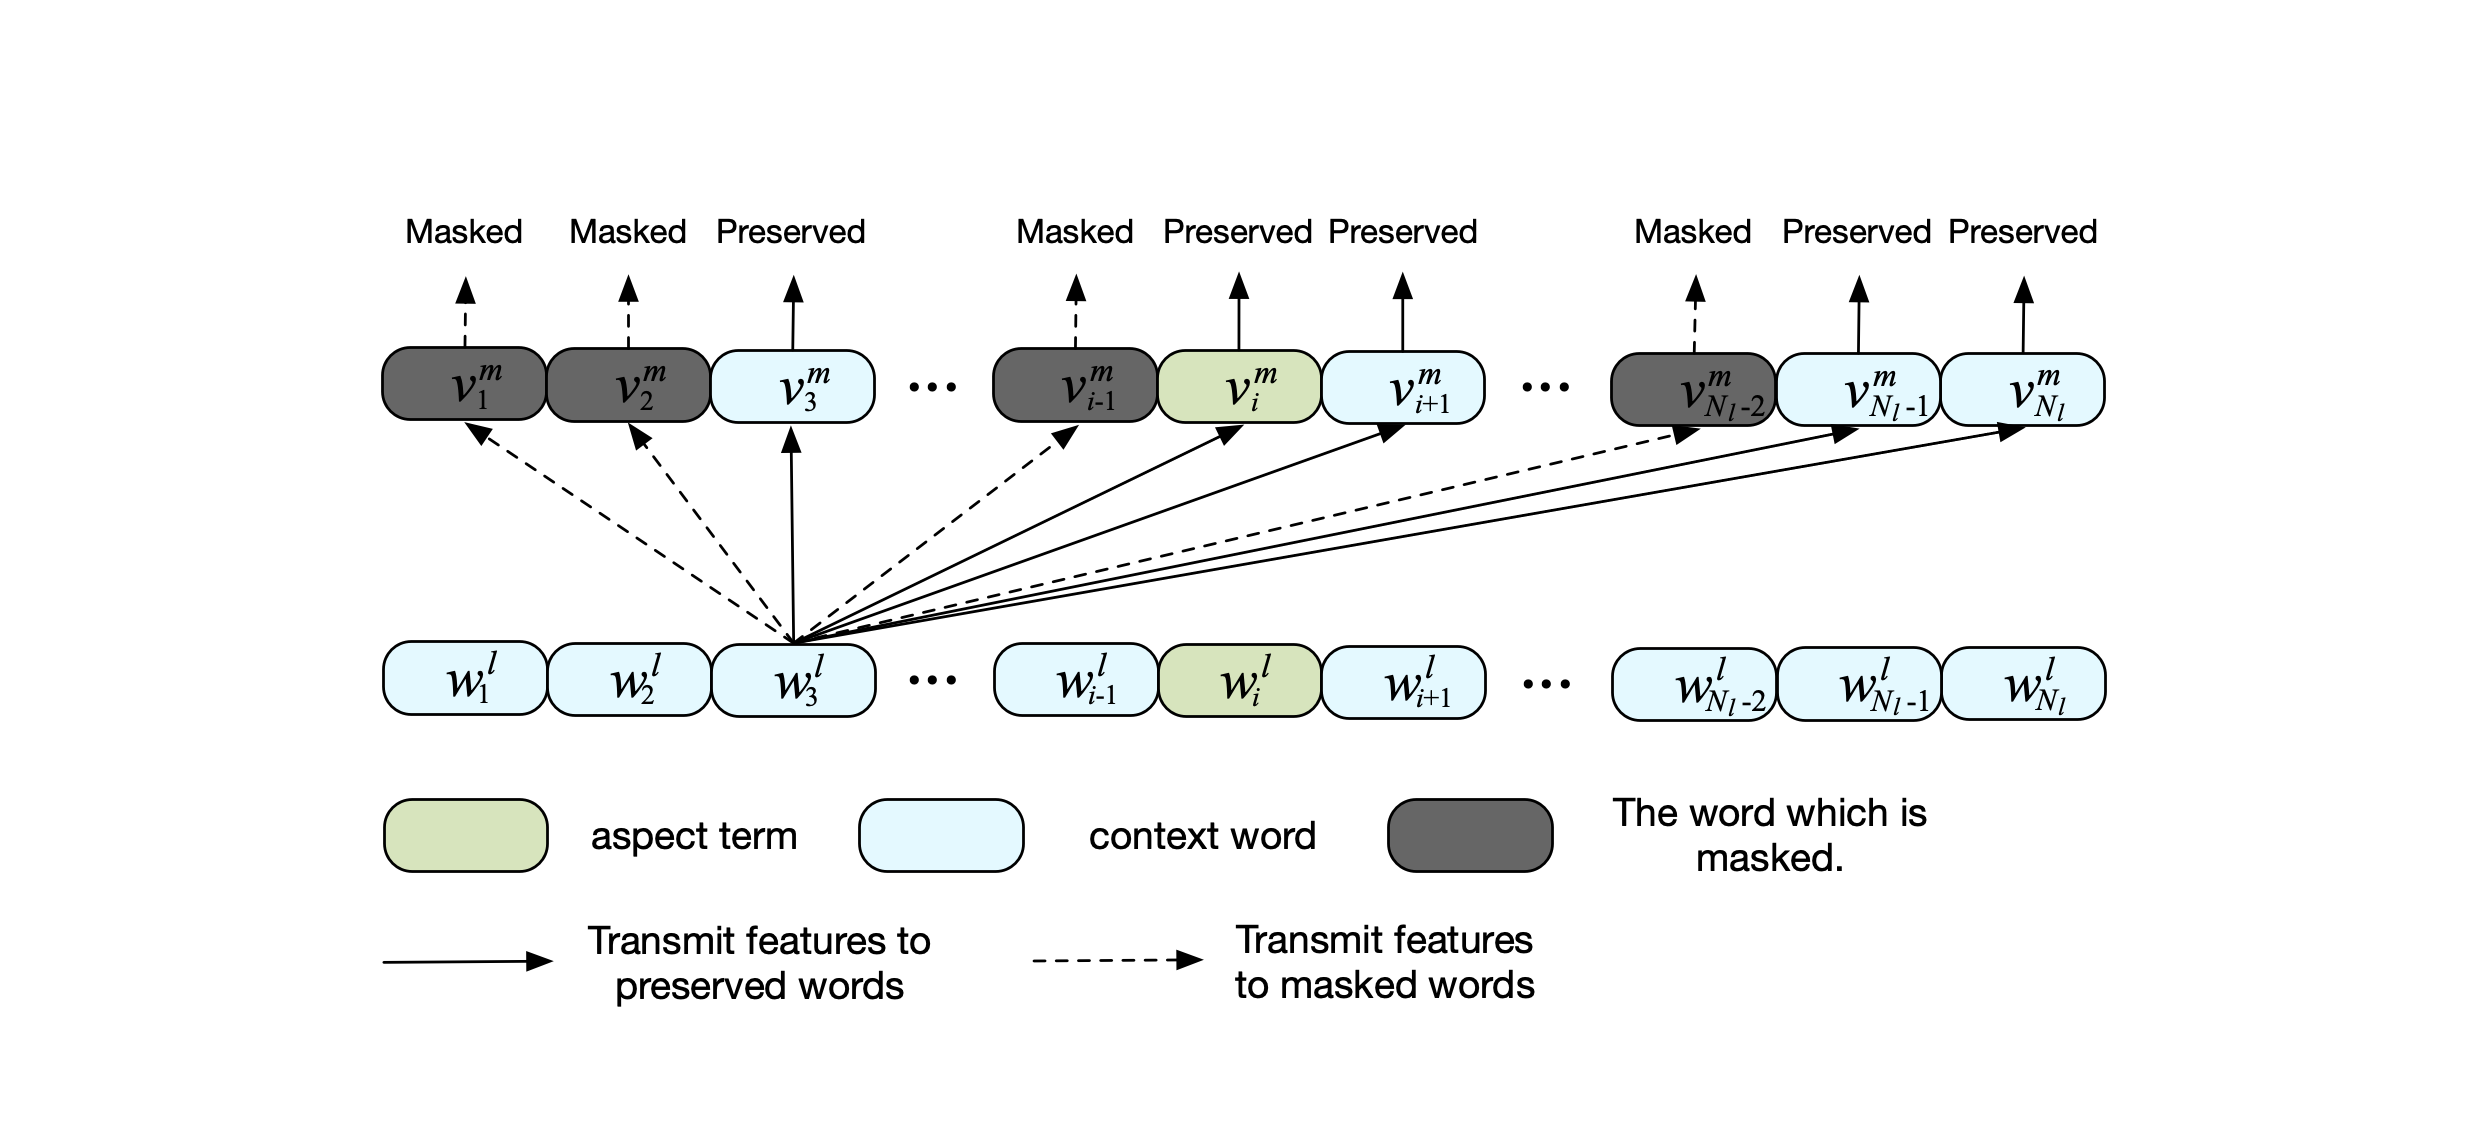 Masked Masked Preserved Masked Preserved Preserved Masked Preserved Preserved
v_1^m v_2^m v_3^m ••• v_{i-1}^m v_i^m v_{i+1}^m ••• v_{N_l-2}^m v_{N_l-1}^m v_{N_l}^m
w_1^l w_2^l w_3^l ••• w_{i-1}^l w_i^l w_{i+1}^l ••• w_{N_l-2}^l w_{N_l-1}^l w_{N_l}^l
aspect term
context word
The word which is
masked.
Transmit features to
preserved words
Transmit features
to masked words